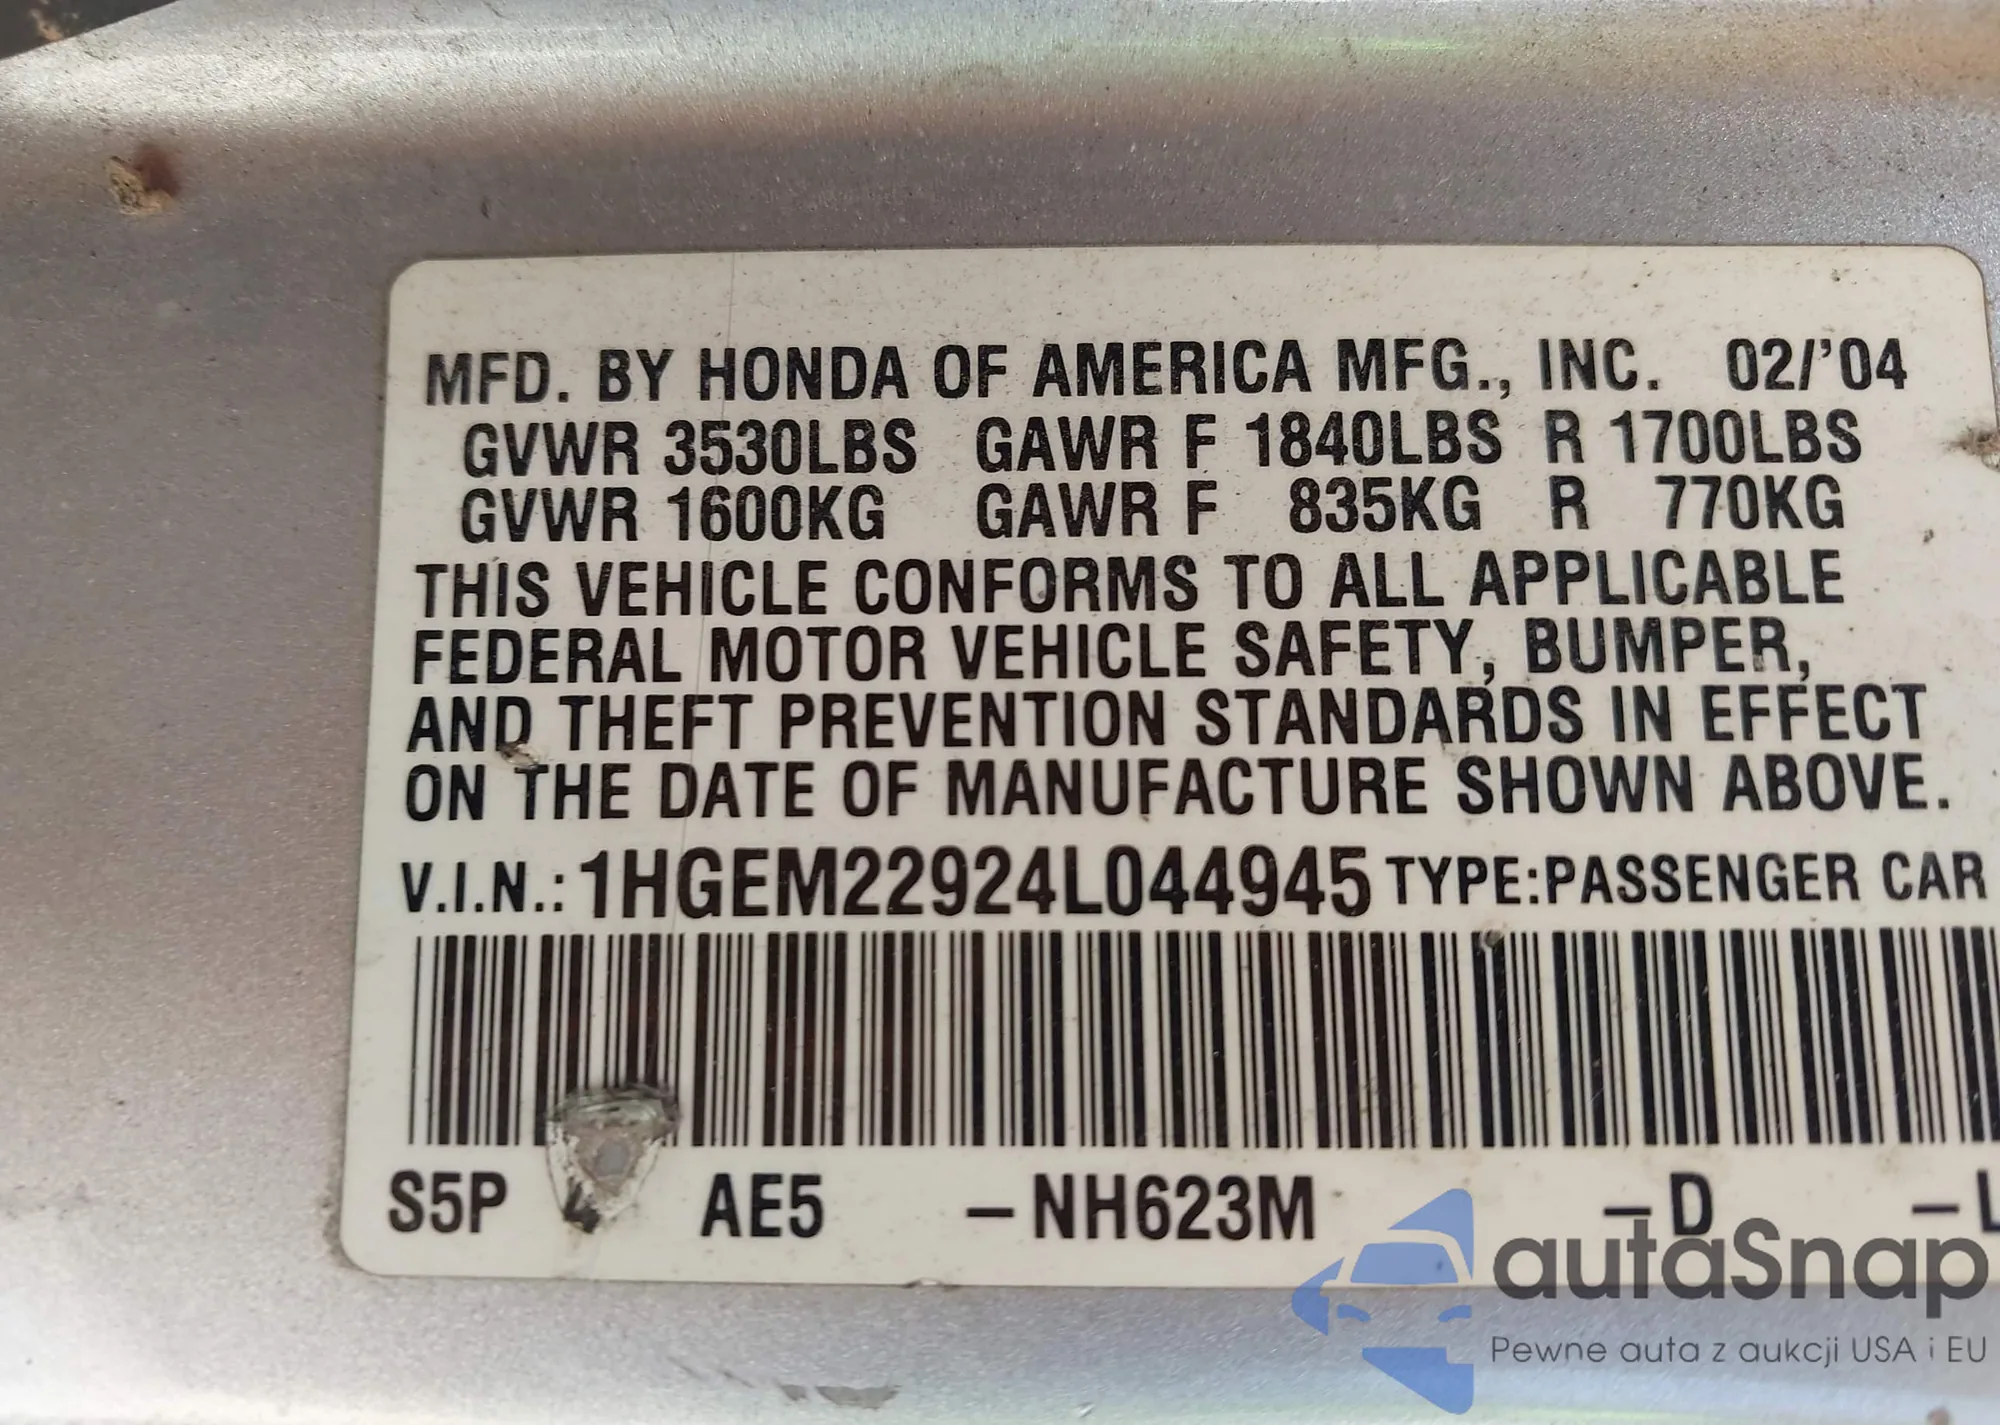 MFD. BY HONDA OF AMERICA MFG., INC. 02/'04
GVWR 3530LBS GAWR F 1840LBS R 1700LBS
GVWR 1600KG GAWR F 835KG R 770KG
THIS VEHICLE CONFORMS TO ALL APPLICABLE
FEDERAL MOTOR VEHICLE SAFETY, BUMPER,
AND THEFT PREVENTION STANDARDS IN EFFECT
ON THE DATE OF MANUFACTURE SHOWN ABOVE.
V.I.N.: 1HGEM22924L044945 TYPE:PASSENGER CAR
S5P AE5 –NH623M –D
autaSnap
Pewne auta z aukcji USA i EU